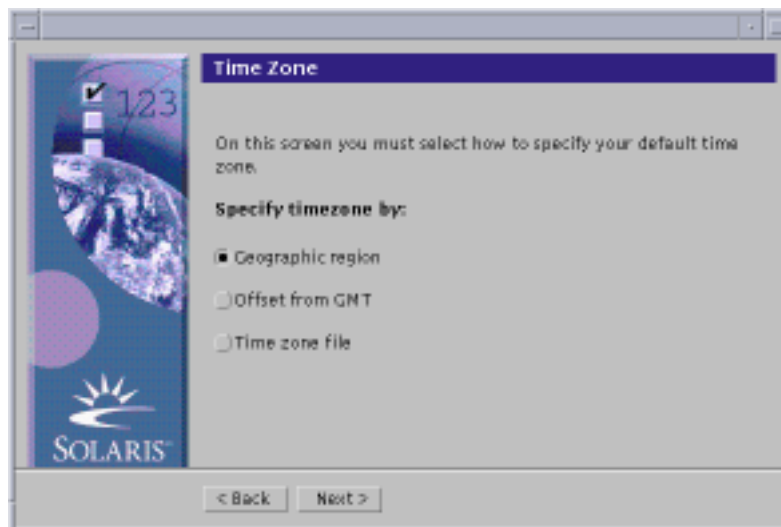 Time Zone
123
On this screen you must select how to specify your default time
zone.
Specify timezone by:
Geographic region
Offset from GMT
Time zone file
SOLARIS™
< Back
Next >